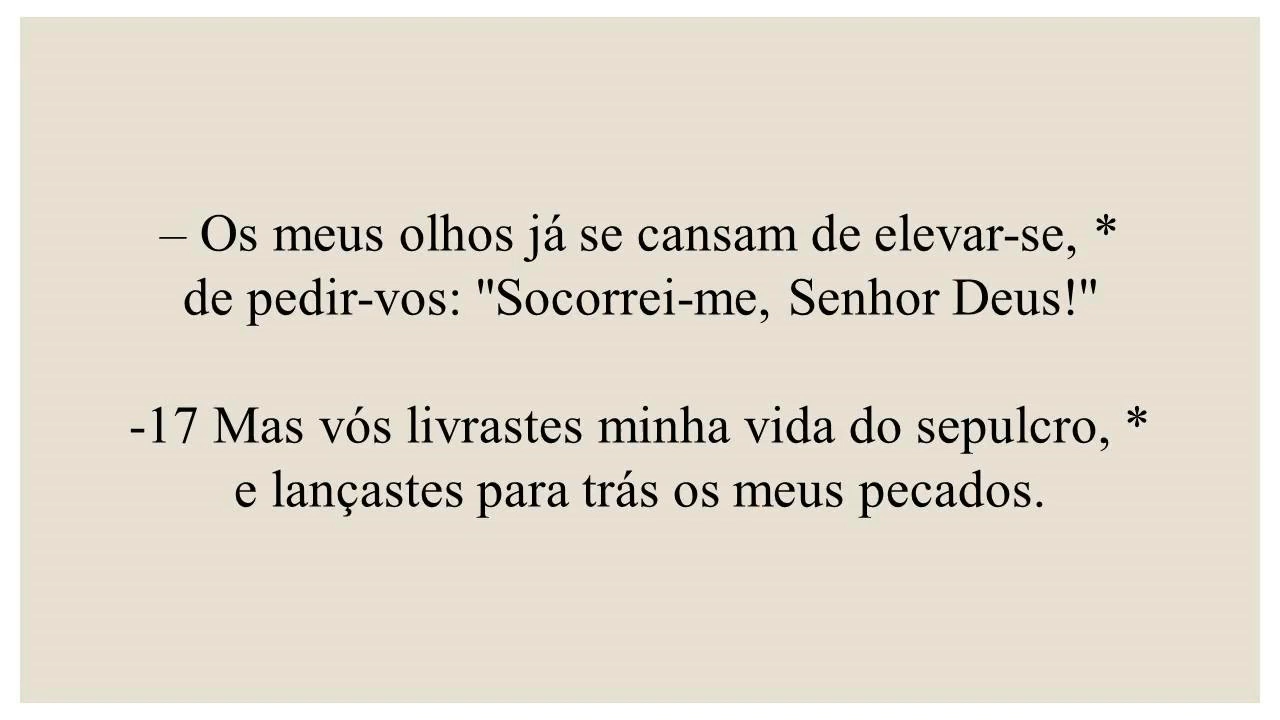 – Os meus olhos já se cansam de elevar-se, *
de pedir-vos: "Socorrei-me, Senhor Deus!"
-17 Mas vós livrastes minha vida do sepulcro, *
e lançastes para trás os meus pecados.